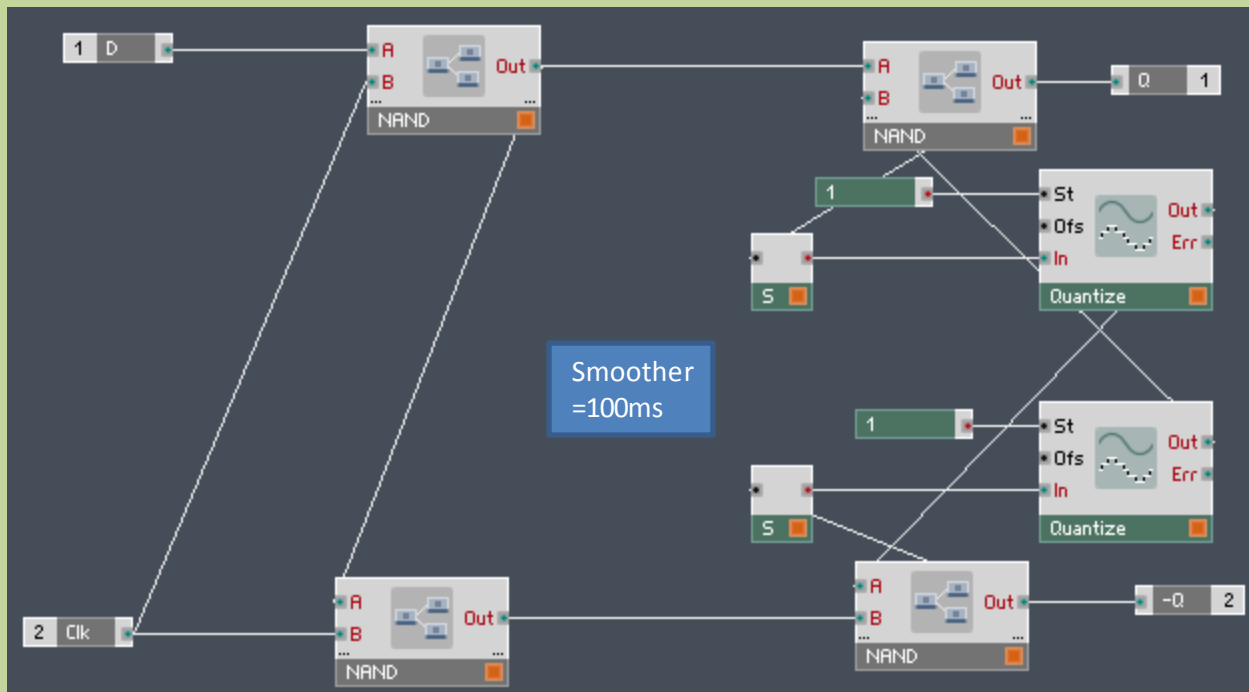 1 D
A
B
Out
...
...
NAND
A
B
Out
...
...
NAND
Q 1
1
St
Ofs
In
Out
Err
Quantize
S
Smoother
=100ms
1
St
Ofs
In
Out
Err
Quantize
S
2 Clk
A
B
Out
...
...
NAND
A
B
Out
...
...
NAND
-Q 2